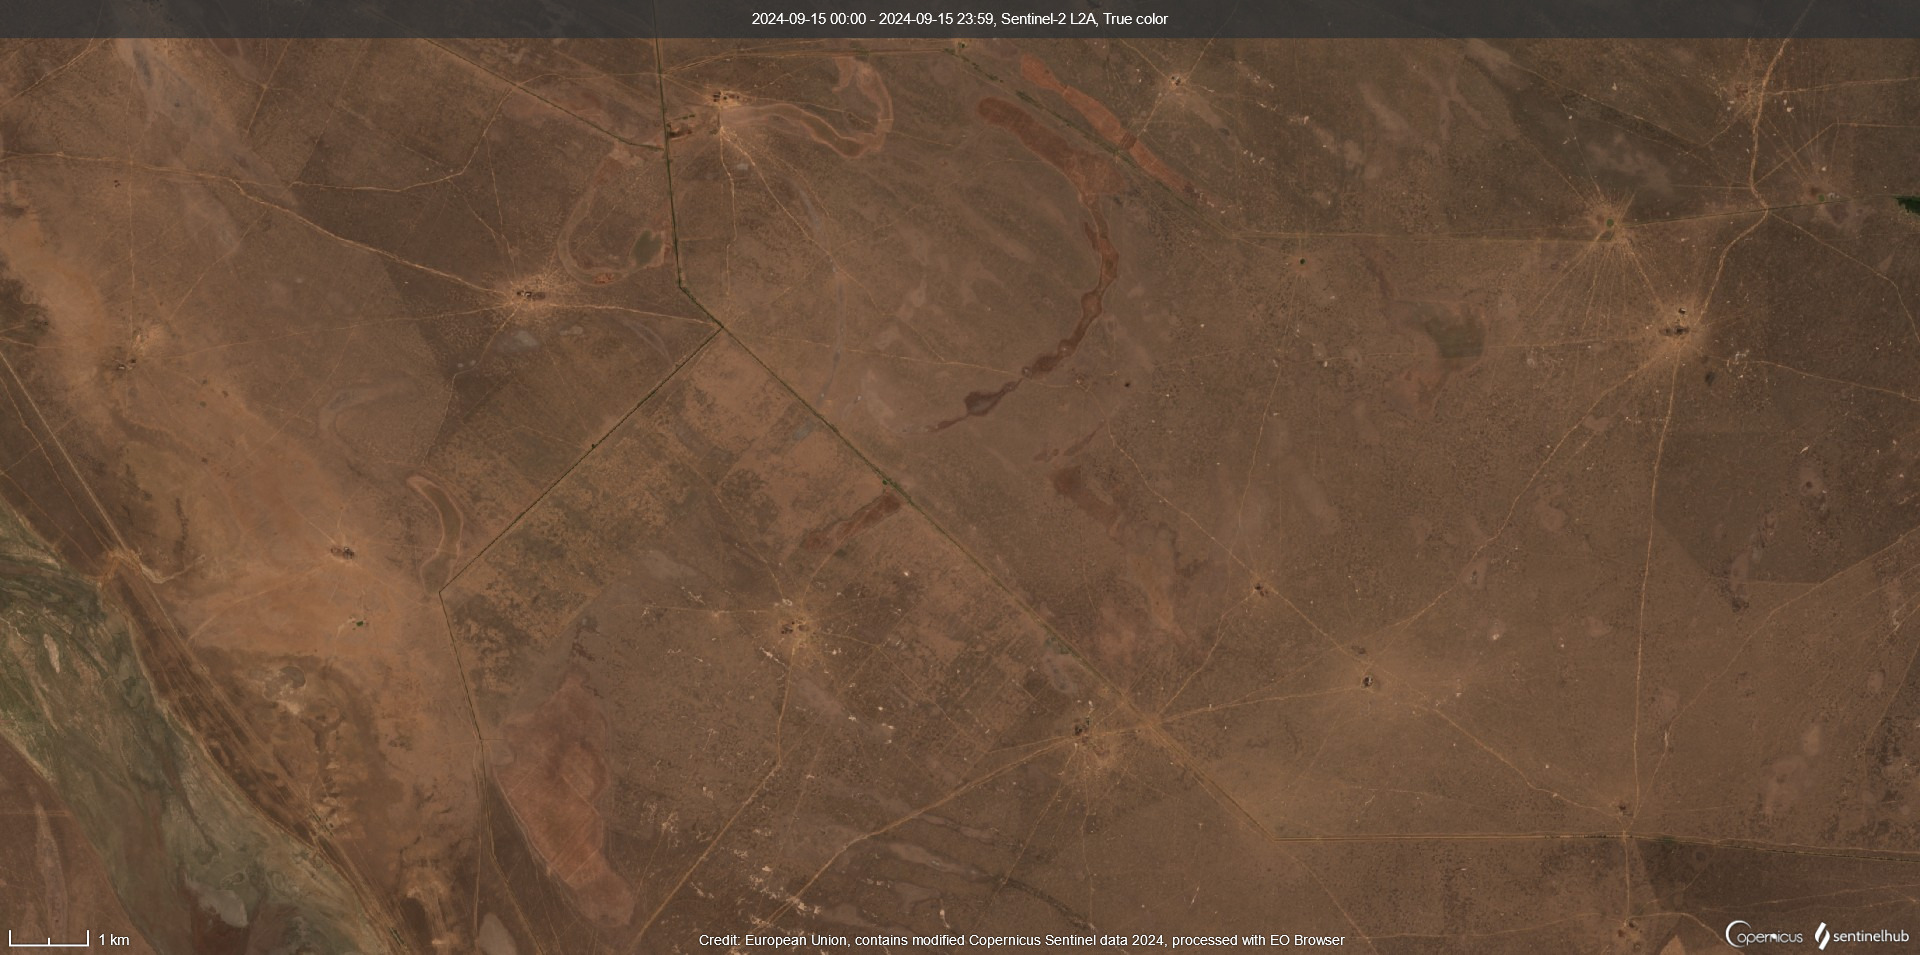 2024-09-15 00:00 - 2024-09-15 23:59, Sentinel-2 L2A, True color
1 km
Credit: European Union, contains modified Copernicus Sentinel data 2024, processed with EO Browser
Copernicus
sentinelhub